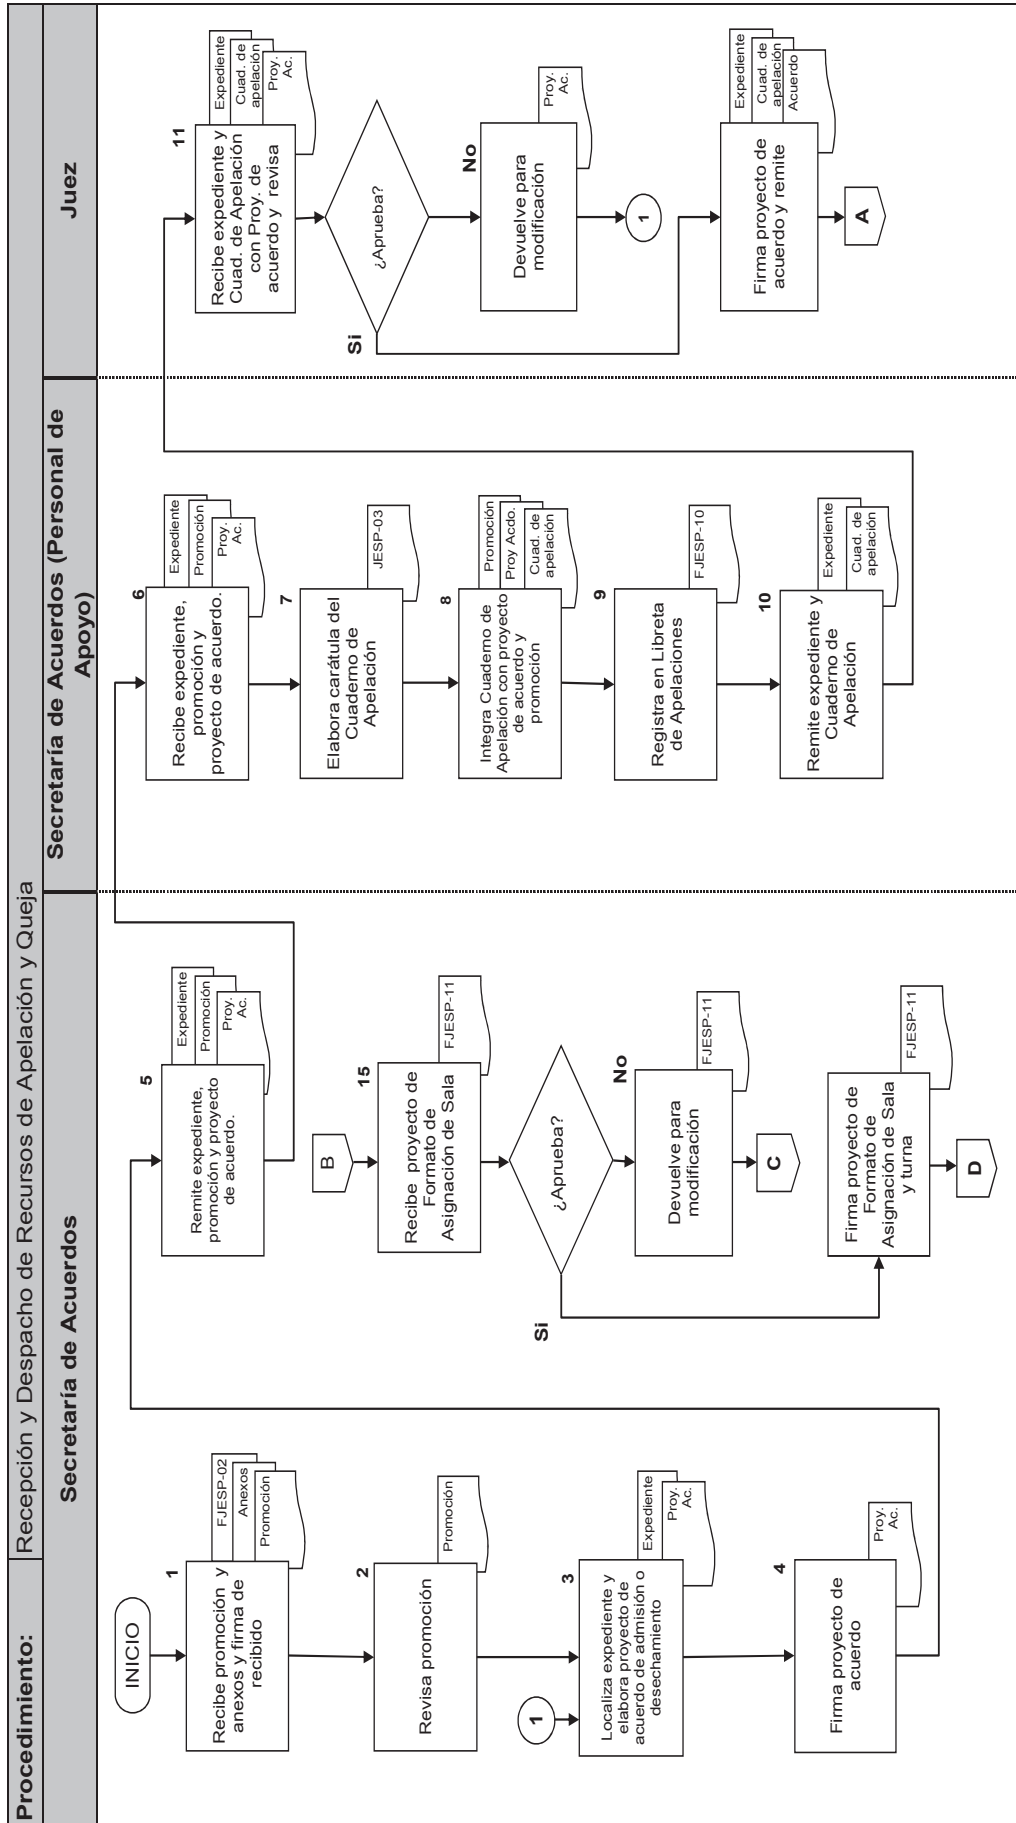 Procedimiento:
Recepción y Despacho de Recursos de Apelación y Queja
Secretaría de Acuerdos
Secretaría de Acuerdos (Personal de
Apoyo)
Juez
INICIO
1
Recibe promoción y
anexos y firma de
recibido
FJESP-02
Anexos
Promoción
2
Revisa promoción
Promoción
1
3
Localiza expediente y
elabora proyecto de
acuerdo de admisión o
desechamiento
Expediente
Proy.
Ac.
4
Firma proyecto de
acuerdo
Proy.
Ac.
5
Remite expediente,
promoción y proyecto
de acuerdo.
Expediente
Promoción
Proy.
Ac.
B
15
Recibe proyecto de
Formato de
Asignación de Sala
FJESP-11
¿Aprueba?
Si
No
Devuelve para
modificación
FJESP-11
C
Firma proyecto de
Formato de
Asignación de Sala
y turna
FJESP-11
D
6
Recibe expediente,
promoción y
proyecto de acuerdo.
Expediente
Promoción
Proy.
Ac.
7
Elabora carátula del
Cuaderno de
Apelación
JESP-03
8
Integra Cuaderno de
Apelación con proyecto
de acuerdo y
promoción
Promoción
Proy Acdo.
Cuad. de
apelación
9
Registra en Libreta
de Apelaciones
FJESP-10
10
Remite expediente y
Cuaderno de
Apelación
Expediente
Cuad. de
apelación
11
Recibe expediente y
Cuad. de Apelación
con Proy. de
acuerdo y revisa
Expediente
Cuad. de
apelación
Proy.
Ac.
¿Aprueba?
Si
No
Devuelve para
modificación
Proy.
Ac.
1
Firma proyecto de
acuerdo y remite
Expediente
Cuad. de
apelación
Acuerdo
A